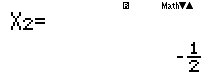 R Math▼▲
X₂=
-1/2